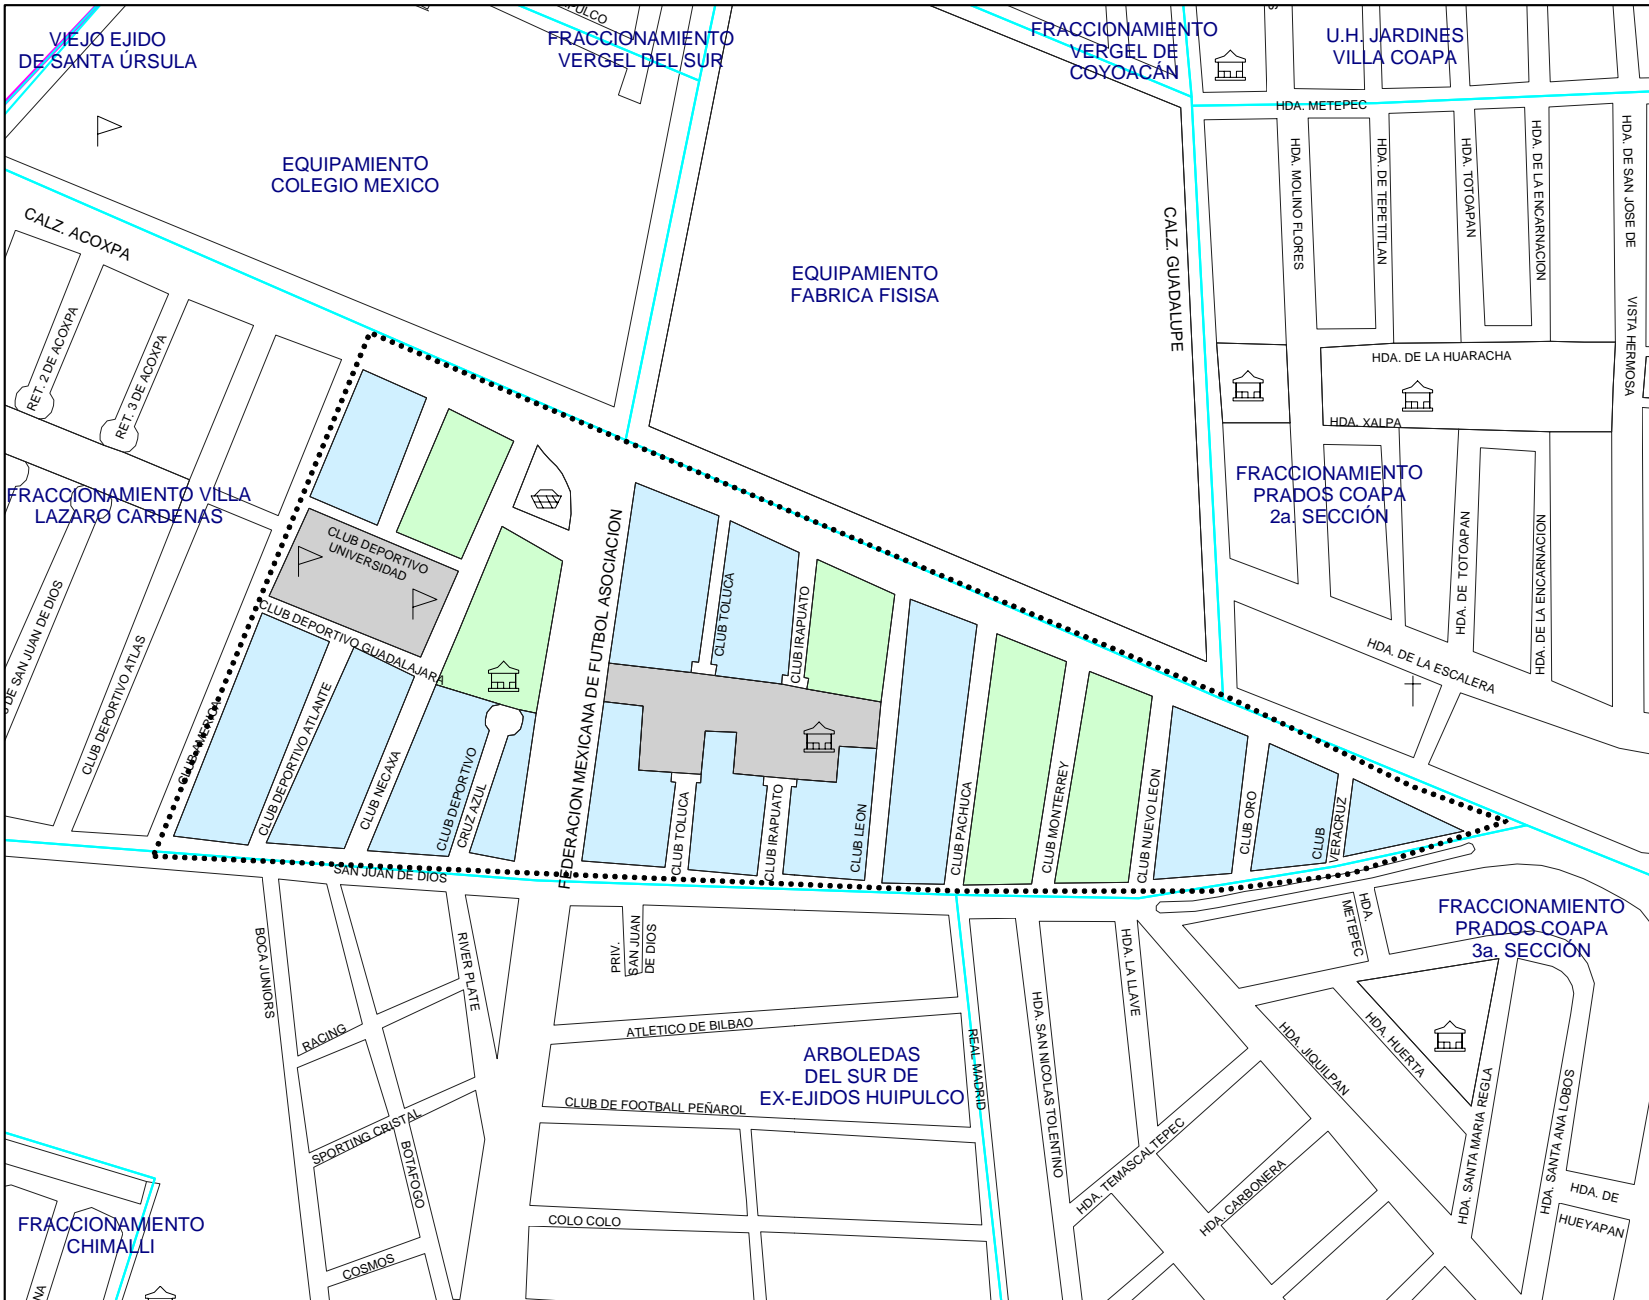 VIEJO EJIDO
DE SANTA ÚRSULA
FRACCIONAMIENTO
VERGEL DEL SUR
FRACCIONAMIENTO
VERGEL DE
COYOACÁN
U.H. JARDINES
VILLA COAPA
HDA. METEPEC
EQUIPAMIENTO
COLEGIO MEXICO
CALZ. ACOXPA
EQUIPAMIENTO
FABRICA FISISA
CALZ. GUADALUPE
HDA. MOLINO FLORES
HDA. DE TEPETITLAN
HDA. TOTOAPAN
HDA. DE LA ENCARNACION
HDA. DE SAN JOSE DE
VISTA HERMOSA
RET. 2 DE ACOXPA
RET. 3 DE ACOXPA
HDA. DE LA HUARACHA
HDA. XALPA
FRACCIONAMIENTO VILLA
LAZARO CARDENAS
FRACCIONAMIENTO
PRADOS COAPA
2a. SECCIÓN
HDA. DE TOTOAPAN
HDA. DE LA ENCARNACION
HDA. DE LA ESCALERA
CLUB DEPORTIVO
UNIVERSIDAD
CLUB DEPORTIVO GUADALAJARA
DE SAN JUAN DE DIOS
CLUB DEPORTIVO ATLAS
CLUB AMERICA
CLUB DEPORTIVO ATLANTE
CLUB NECAXA
CLUB DEPORTIVO
CRUZ AZUL
FEDERACION MEXICANA DE FUTBOL ASOCIACION
CLUB TOLUCA
CLUB IRAPUATO
CLUB TOLUCA
CLUB IRAPUATO
CLUB LEON
CLUB PACHUCA
CLUB MONTERREY
CLUB NUEVO LEON
CLUB ORO
CLUB
VERACRUZ
SAN JUAN DE DIOS
BOCA JUNIORS
RIVER PLATE
PRIV.
SAN JUAN
DE DIOS
RACING
SPORTING CRISTAL
BOTAFOGO
COSMOS
ATLETICO DE BILBAO
ARBOLEDAS
DEL SUR DE
EX-EJIDOS HUIPULCO
CLUB DE FOOTBALL PEÑAROL
COLO COLO
REAL MADRID
HDA. SAN NICOLAS TOLENTINO
HDA. LA LLAVE
HDA. TEMASCALTEPEC
HDA. CARBONERA
HDA. JIQUILPAN
HDA. HUERTA
HDA.
METEPEC
FRACCIONAMIENTO
PRADOS COAPA
3a. SECCIÓN
HDA. SANTA MARIA REGLA
HDA. SANTA ANA LOBOS
HDA. DE
HUEYAPAN
FRACCIONAMIENTO
CHIMALLI